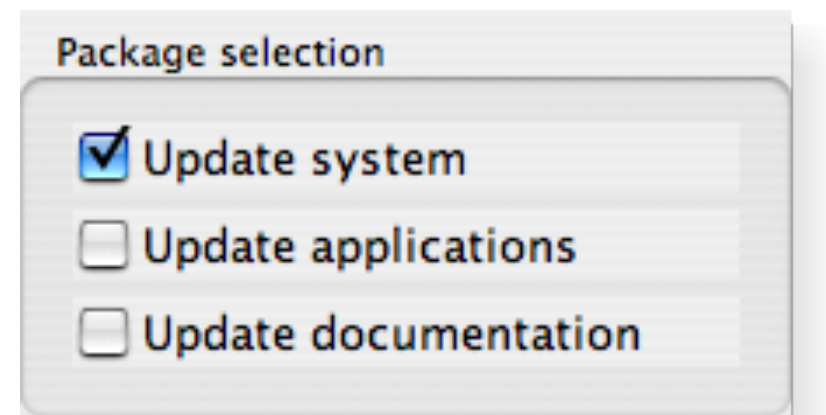 Package selection
Update system
Update applications
Update documentation